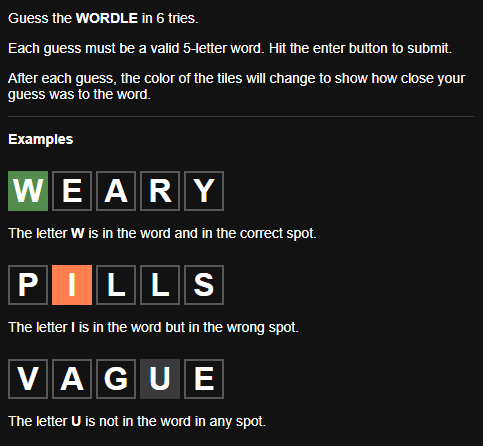 Guess the WORDLE in 6 tries.
Each guess must be a valid 5-letter word. Hit the enter button to submit.
After each guess, the color of the tiles will change to show how close your
guess was to the word.
Examples
W E A R Y
The letter W is in the word and in the correct spot.
P I L L S
The letter I is in the word but in the wrong spot.
V A G U E
The letter U is not in the word in any spot.